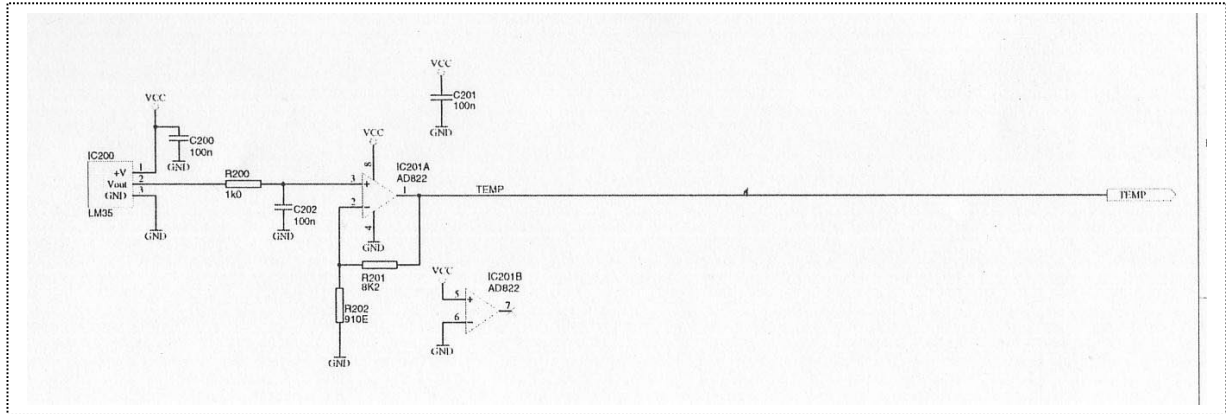 VCC
C201
100n
GND
VCC
C200
100n
GND
VCC
IC200
+V 1
Vout 2
GND 3
LM35
GND
R200
1k0
C202
100n
GND
8
IC201A
AD822
3 +
1
2 −
4
GND
TEMP
TEMP
R201
8K2
R202
910E
GND
VCC
IC201B
AD822
5 +
7
6 −
GND